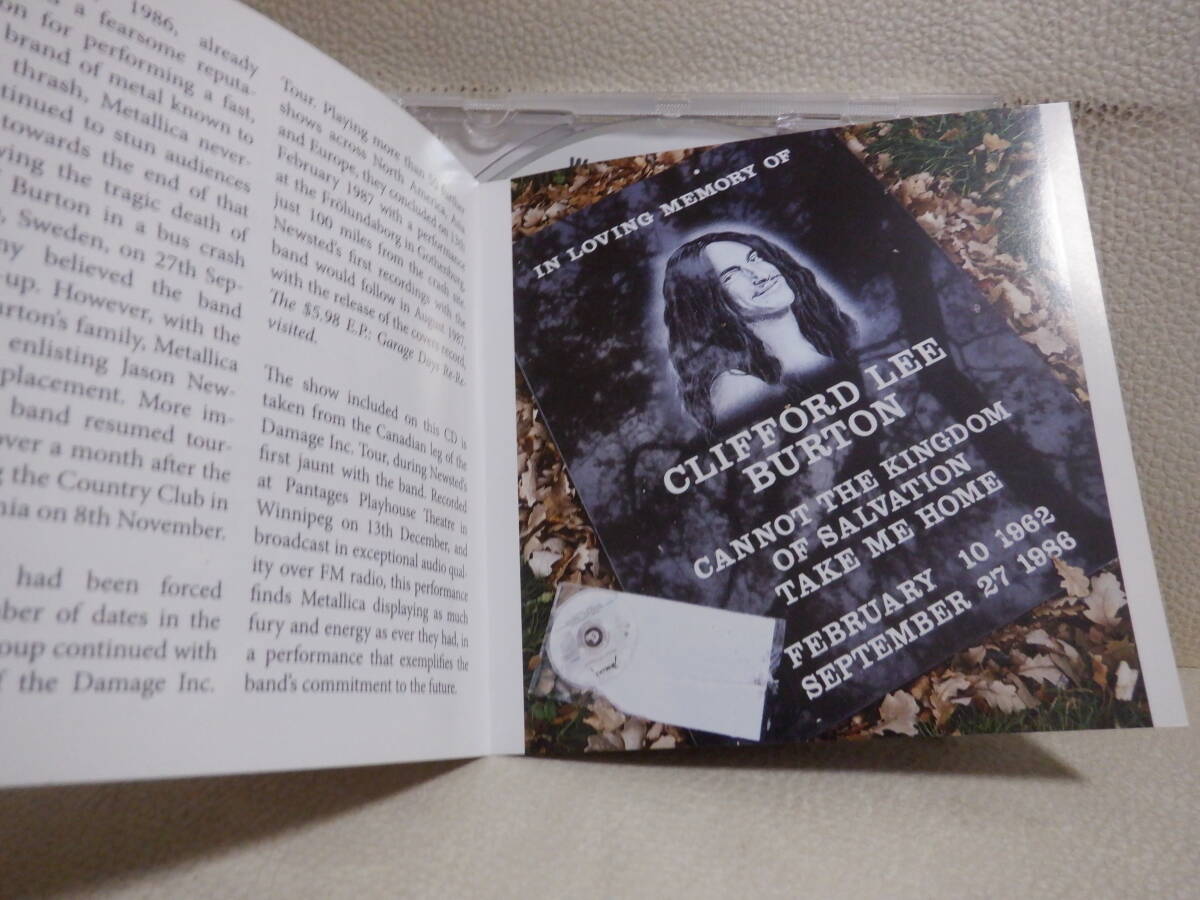 1986, already
a fearsome reputa-
for performing a fast,
brand of metal known to
thrash, Metallica never-
tinued to stun audiences
towards the end of that
ving the tragic death of
Burton in a bus crash
Sweden, on 27th Sep-
ny believed the band
-up. However, with the
urton's family, Metallica
enlisting Jason New-
placement. More im-
band resumed tour-
over a month after the
g the Country Club in
nia on 8th November.
had been forced
mber of dates in the
oup continued with
f the Damage Inc.
Tour. Playing more than 50 other
shows across North America, Asia
and Europe, they concluded on 13th
February 1987 with a performance
at the Frölundaborg in Gothenburg,
just 100 miles from the crash site.
Newsted's first recordings with the
band would follow in August 1987,
with the release of the covers record,
The $5.98 E.P.: Garage Days Re-Re-
visited.
The show included on this CD is
taken from the Canadian leg of the
Damage Inc. Tour, during Newsted's
first jaunt with the band. Recorded
at Pantages Playhouse Theatre in
Winnipeg on 13th December, and
broadcast in exceptional audio qual-
ity over FM radio, this performance
finds Metallica displaying as much
fury and energy as ever they had, in
a performance that exemplifies the
band's commitment to the future.
IN LOVING MEMORY OF
CLIFFORD LEE
BURTON
CANNOT THE KINGDOM
OF SALVATION
TAKE ME HOME
FEBRUARY 10 1962
SEPTEMBER 27 1986